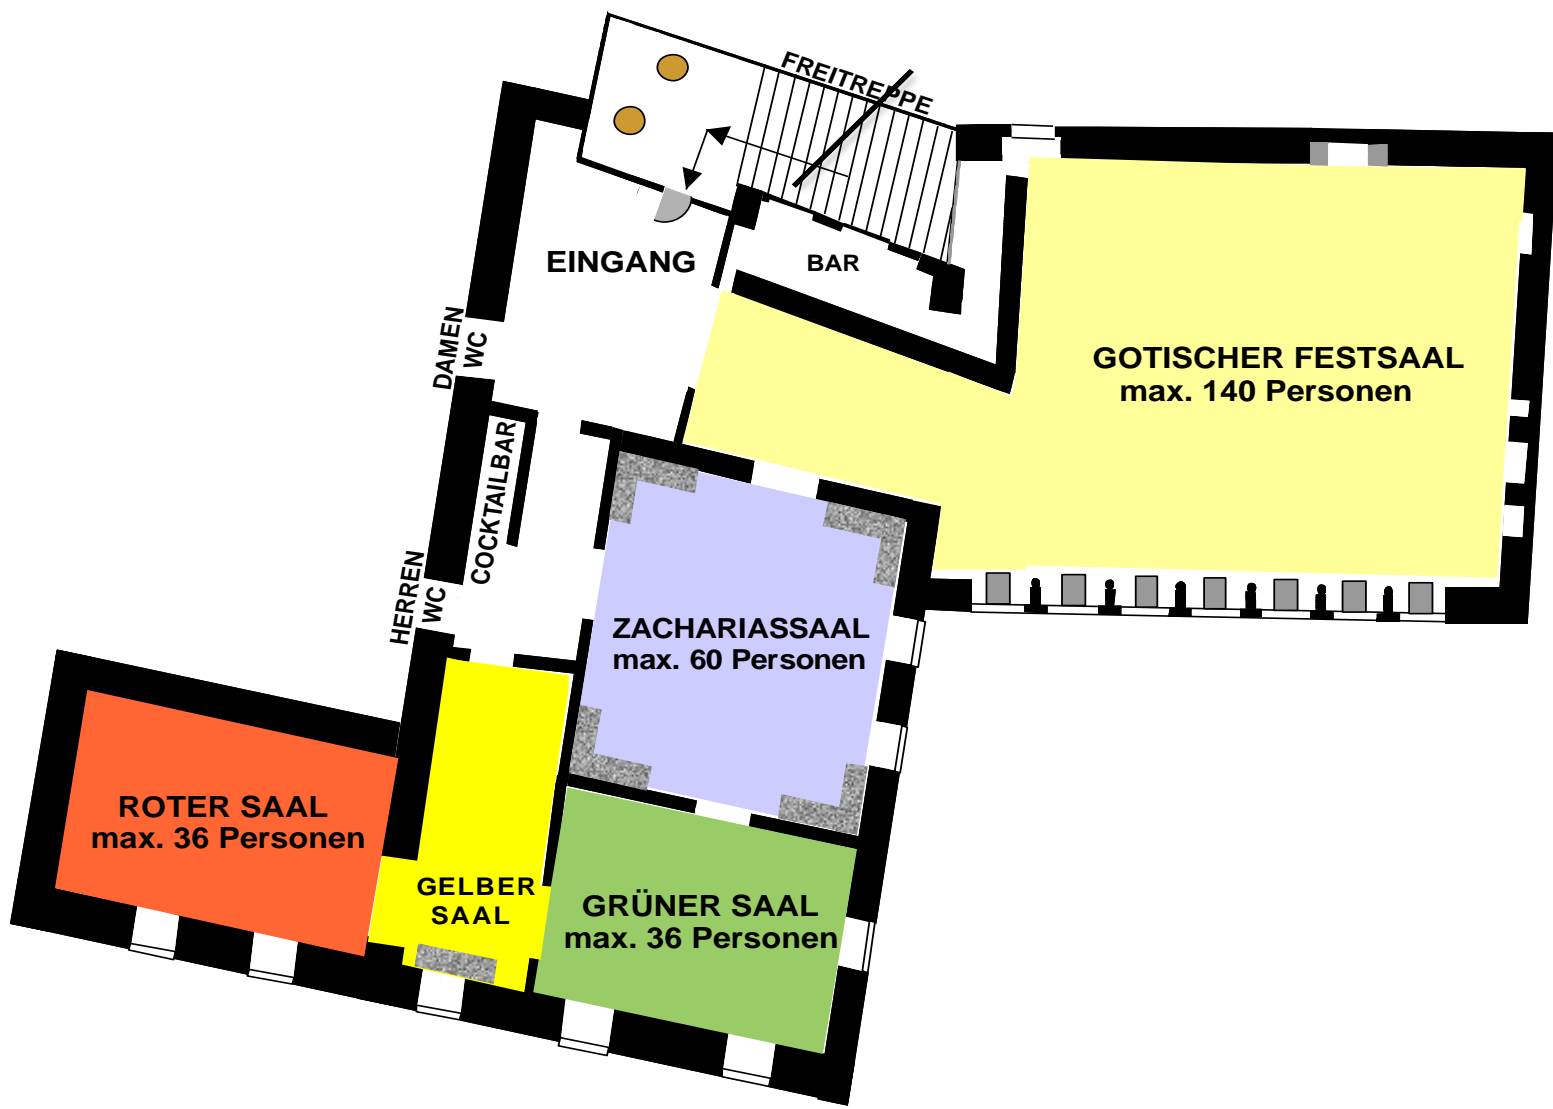 FREITREPPE
EINGANG
BAR
DAMEN
WC
GOTISCHER FESTSAAL
max. 140 Personen
COCKTAILBAR
HERREN
WC
ZACHARIASSAAL
max. 60 Personen
ROTER SAAL
max. 36 Personen
GELBER
SAAL
GRÜNER SAAL
max. 36 Personen